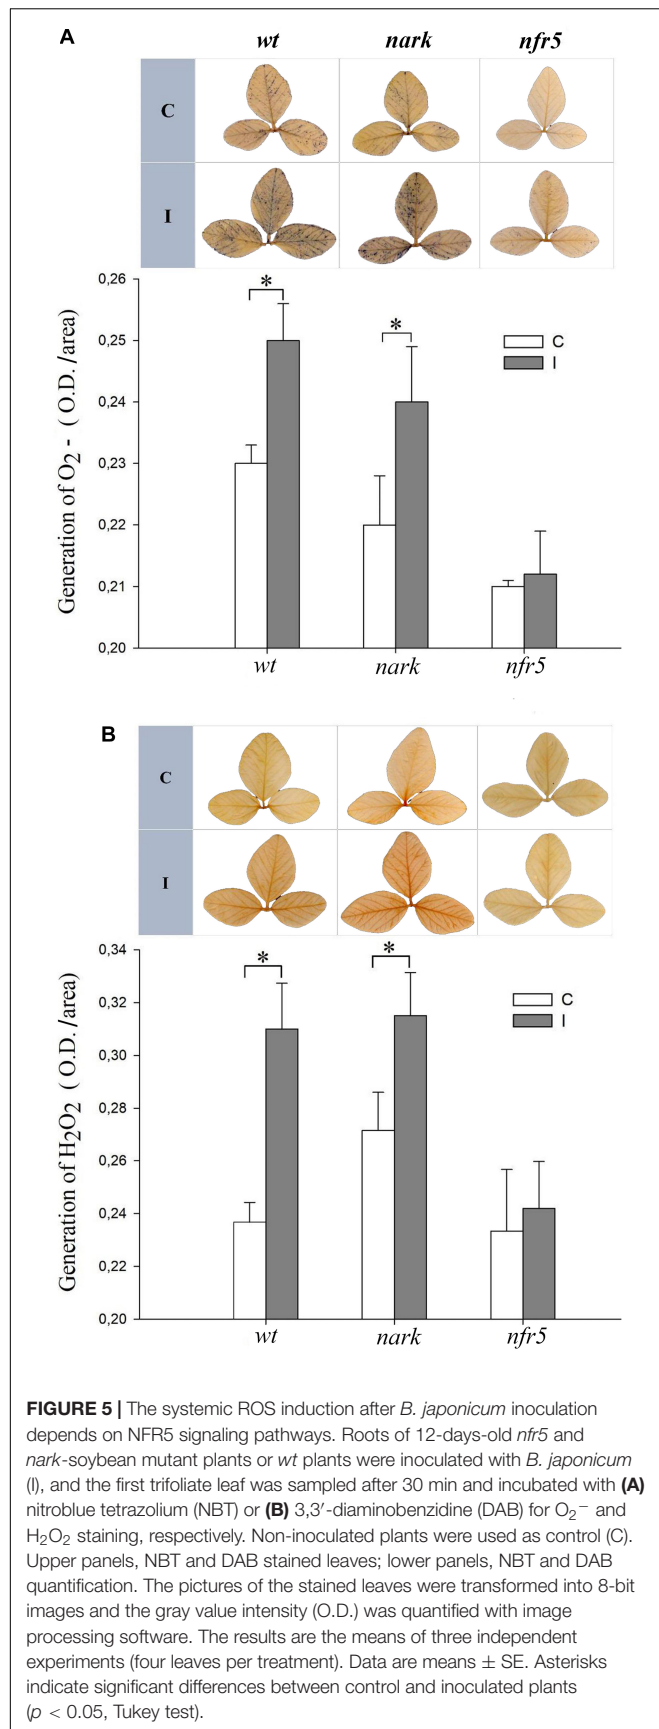 A
wt nark nfr5
C
I
Generation of O2 - ( O.D. /area)
0,26
0,25
0,24
0,23
0,22
0,21
0,20
*
*
C
I
wt nark nfr5
B
C
I
Generation of H2O2 ( O.D. /area)
0,34
0,32
0,30
0,28
0,26
0,24
0,22
0,20
*
*
C
I
wt nark nfr5
FIGURE 5 | The systemic ROS induction after B. japonicum inoculation
depends on NFR5 signaling pathways. Roots of 12-days-old nfr5 and
nark-soybean mutant plants or wt plants were inoculated with B. japonicum
(I), and the first trifoliate leaf was sampled after 30 min and incubated with (A)
nitroblue tetrazolium (NBT) or (B) 3,3′-diaminobenzidine (DAB) for O2− and
H2O2 staining, respectively. Non-inoculated plants were used as control (C).
Upper panels, NBT and DAB stained leaves; lower panels, NBT and DAB
quantification. The pictures of the stained leaves were transformed into 8-bit
images and the gray value intensity (O.D.) was quantified with image
processing software. The results are the means of three independent
experiments (four leaves per treatment). Data are means ± SE. Asterisks
indicate significant differences between control and inoculated plants
(p < 0.05, Tukey test).